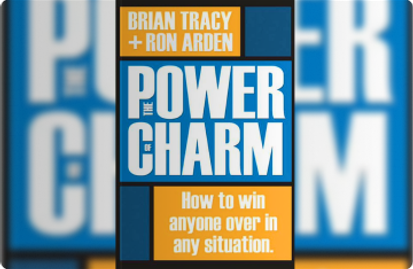 BRIAN TRACY
+ RON ARDEN
THE POWER
OF CHARM
How to win
anyone over in
any situation.